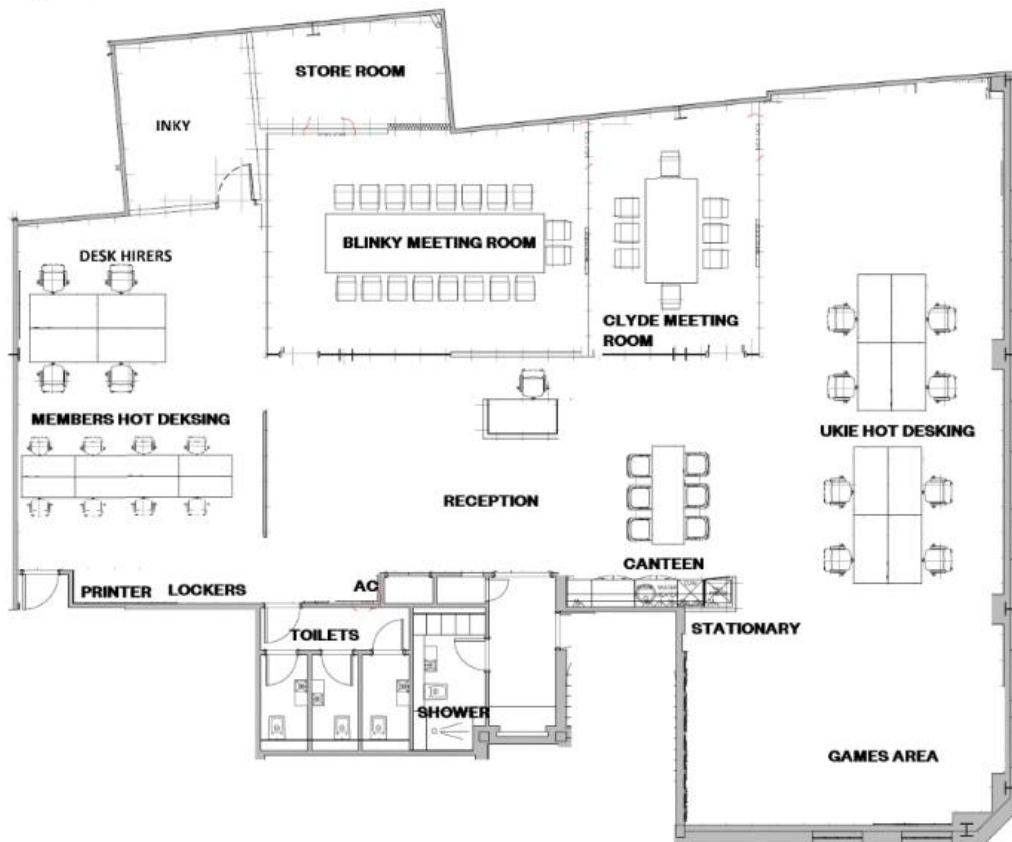 STORE ROOM
INKY
BLINKY MEETING ROOM
DESK HIRERS
CLYDE MEETING
ROOM
MEMBERS HOT DEKSING
UKIE HOT DESKING
RECEPTION
CANTEEN
PRINTER
LOCKERS
AC
STATIONARY
TOILETS
SHOWER
GAMES AREA